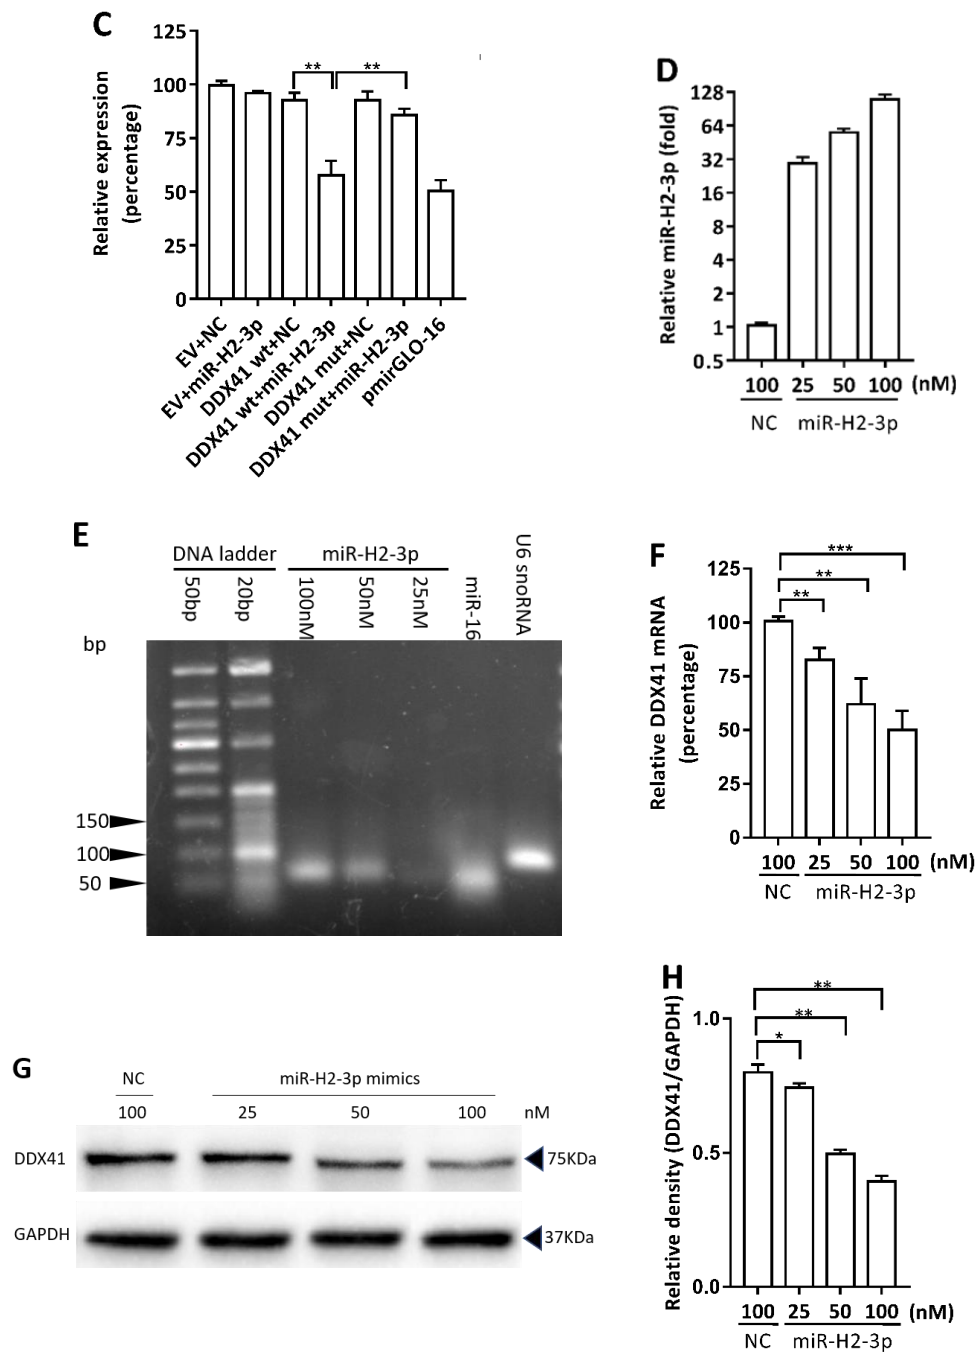 C
Relative expression
(percentage)
125
100
75
50
25
0
** **
EV+NC
EV+miR-H2-3p
DDX41 wt+NC
DDX41 wt+miR-H2-3p
DDX41 mut+NC
DDX41 mut+miR-H2-3p
pmirGLO-16
D
Relative miR-H2-3p (fold)
128
64
32
16
8
4
2
1
0.5
100 25 50 100 (nM)
NC miR-H2-3p
E
DNA ladder miR-H2-3p
50bp 20bp 100nM 50nM 25nM miR-16 U6 snoRNA
bp
150
100
50
F
Relative DDX41 mRNA
(percentage)
125
100
75
50
25
0
***
**
**
100 25 50 100 (nM)
NC miR-H2-3p
G
NC miR-H2-3p mimics
100 25 50 100 nM
DDX41 75KDa
GAPDH 37KDa
H
Relative density (DDX41/GAPDH)
1.0
0.5
0.0
**
**
*
100 25 50 100 (nM)
NC miR-H2-3p